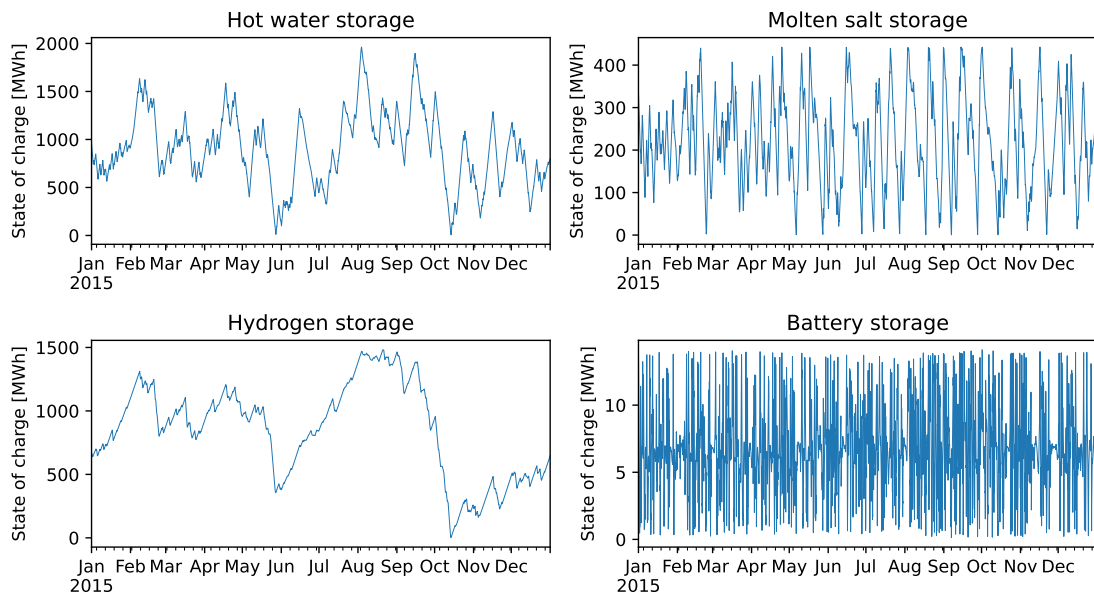 Hot water storage
State of charge [MWh]
2000
1500
1000
500
0
Jan Feb Mar Apr May Jun Jul Aug Sep Oct Nov Dec
2015
Molten salt storage
State of charge [MWh]
400
300
200
100
0
Jan Feb Mar Apr May Jun Jul Aug Sep Oct Nov Dec
2015
Hydrogen storage
State of charge [MWh]
1500
1000
500
0
Jan Feb Mar Apr May Jun Jul Aug Sep Oct Nov Dec
2015
Battery storage
State of charge [MWh]
10
5
0
Jan Feb Mar Apr May Jun Jul Aug Sep Oct Nov Dec
2015